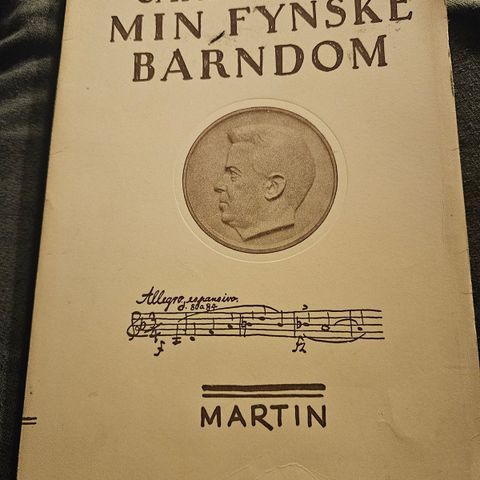 MIN FYNSKE
BARNDOM
Allegro espansivo.
MARTIN